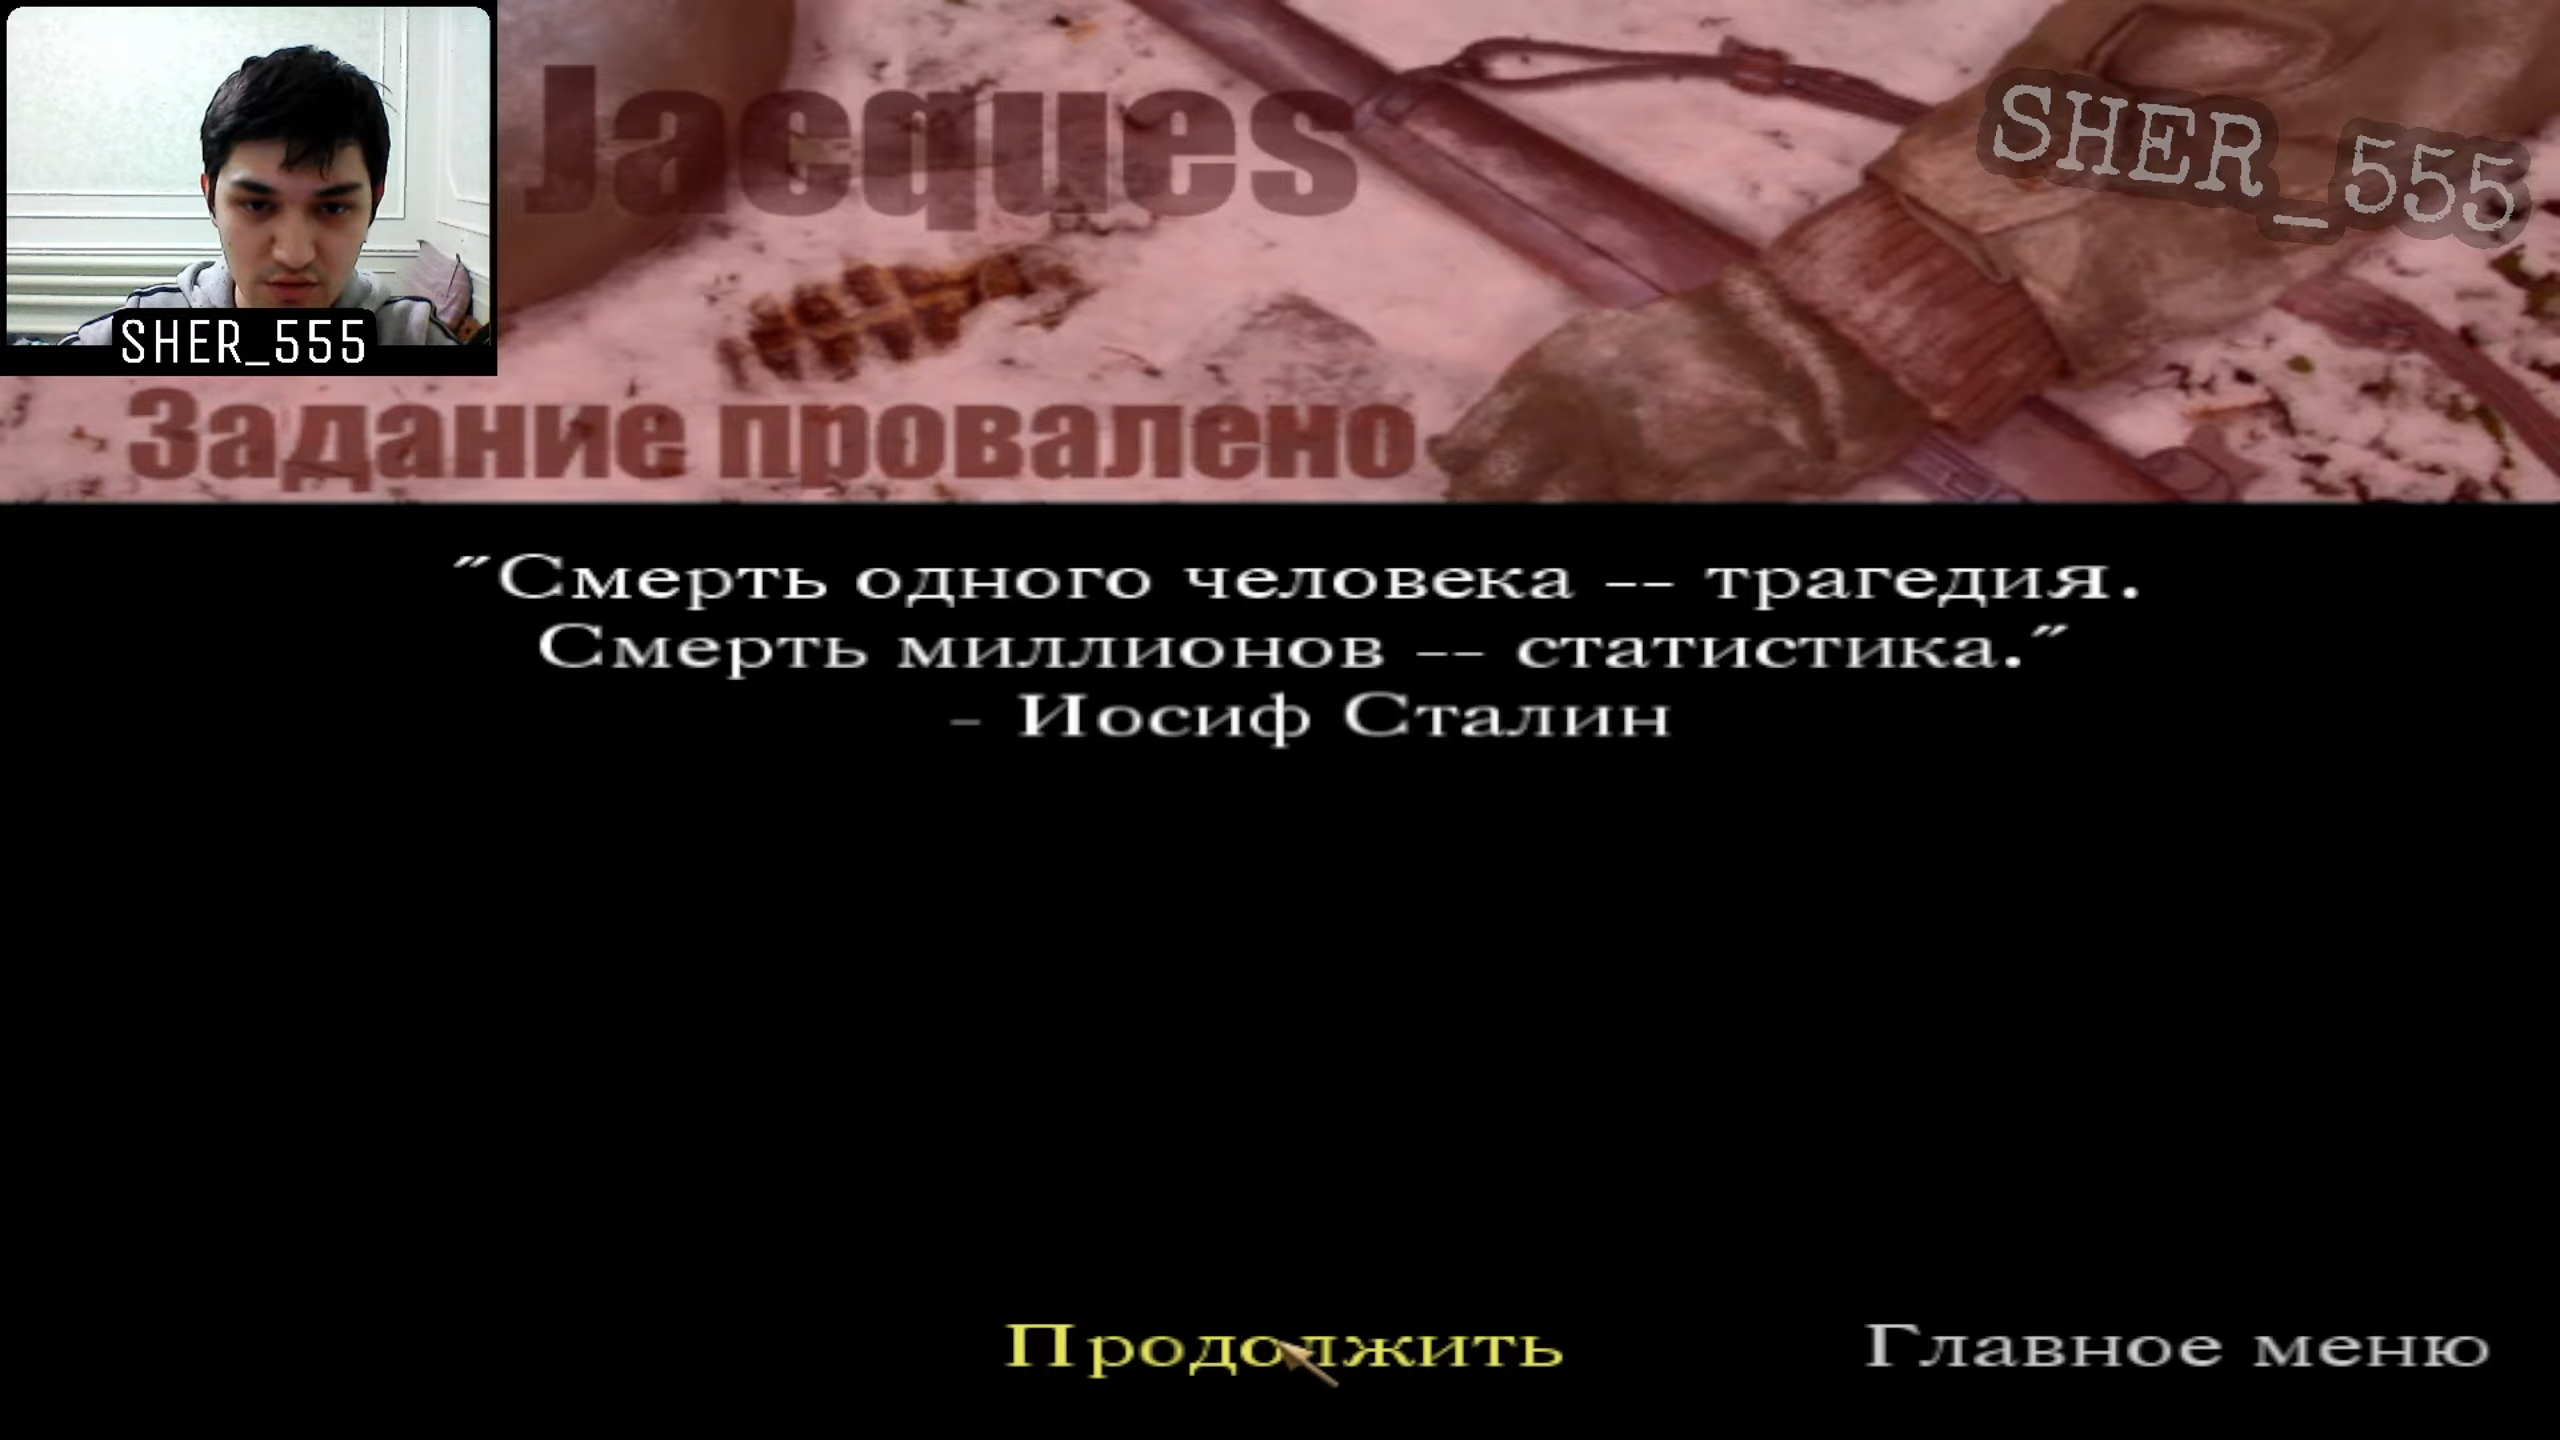 Jacques
SHER_555
SHER_555
Задание провалено
"Смерть одного человека -- трагедия.
Смерть миллионов -- статистика."
- Иосиф Сталин
Продолжить
Главное меню